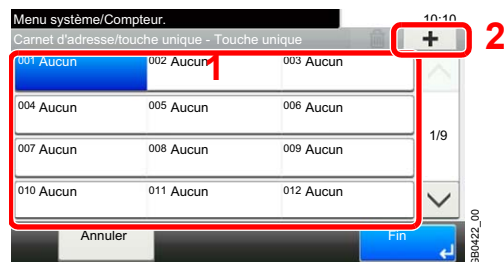 Menu système/Compteur. 10:10
Carnet d'adresse/touche unique - Touche unique + 2
001 Aucun 002 Aucun 1 003 Aucun
004 Aucun 005 Aucun 006 Aucun
1/9
007 Aucun 008 Aucun 009 Aucun
010 Aucun 011 Aucun 012 Aucun
Annuler Fin
GB0422_00